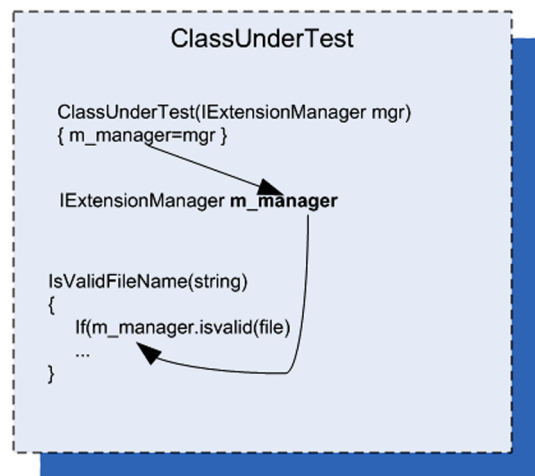 ClassUnderTest
ClassUnderTest(IExtensionManager mgr)
{ m_manager=mgr }
IExtensionManager m_manager
IsValidFileName(string)
{
If(m_manager.isvalid(file)
...
}